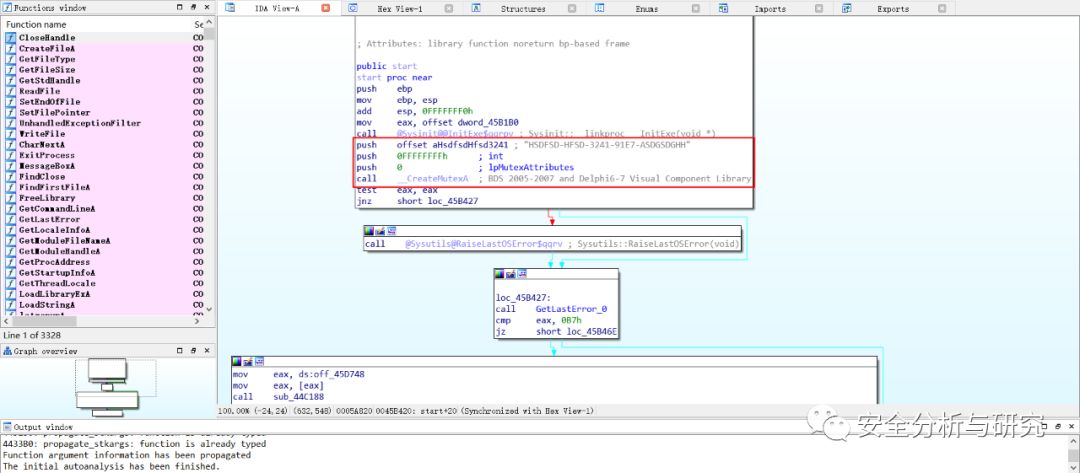 Functions window
Function name
Se
CloseHandle CO
CreateFileA CO
GetFileType CO
GetFileSize CO
GetStdHandle CO
ReadFile CO
SetEndOfFile CO
SetFilePointer CO
UnhandledExceptionFilter CO
WriteFile CO
CharNextA CO
ExitProcess CO
MessageBoxA CO
FindClose CO
FindFirstFileA CO
FreeLibrary CO
GetCommandLineA CO
GetLastError CO
GetLocaleInfoA CO
GetModuleFileNameA CO
GetModuleHandleA CO
GetProcAddress CO
GetStartupInfoA CO
GetThreadLocale CO
LoadLibraryExA CO
LoadStringA CO
Line 1 of 3328
Graph overview
IDA View-A
Hex View-1
Structures
Enums
Imports
Exports
; Attributes: library function noreturn bp-based frame
public start
start proc near
push ebp
mov ebp, esp
add esp, 0FFFFFFF0h
mov eax, offset dword_45B1B0
call @Sysinit@@InitExe$qqrpv ; Sysinit::__linkproc__ InitExe(void *)
push offset aHsdfsdHfsd3241 ; "HSDFSD-HFSD-3241-91E7-ASDGSDGHH"
push 0FFFFFFFFh ; int
push 0 ; lpMutexAttributes
call __CreateMutexA ; BDS 2005-2007 and Delphi6-7 Visual Component Library
test eax, eax
jnz short loc_45B427
call @Sysutils@RaiseLastOSError$qqrv ; Sysutils::RaiseLastOSError(void)
loc_45B427:
call GetLastError_0
cmp eax, 0B7h
jz short loc_45B46E
mov eax, ds:off_45D748
mov eax, [eax]
call sub_44C188
100.00% (-24,24) (632,548) 0005A820 0045B420: start+20 (Synchronized with Hex View-1)
Output window
4433B0: propagate_stkargs: function is already typed
Function argument information has been propagated
The initial autoanalysis has been finished.
安全分析与研究